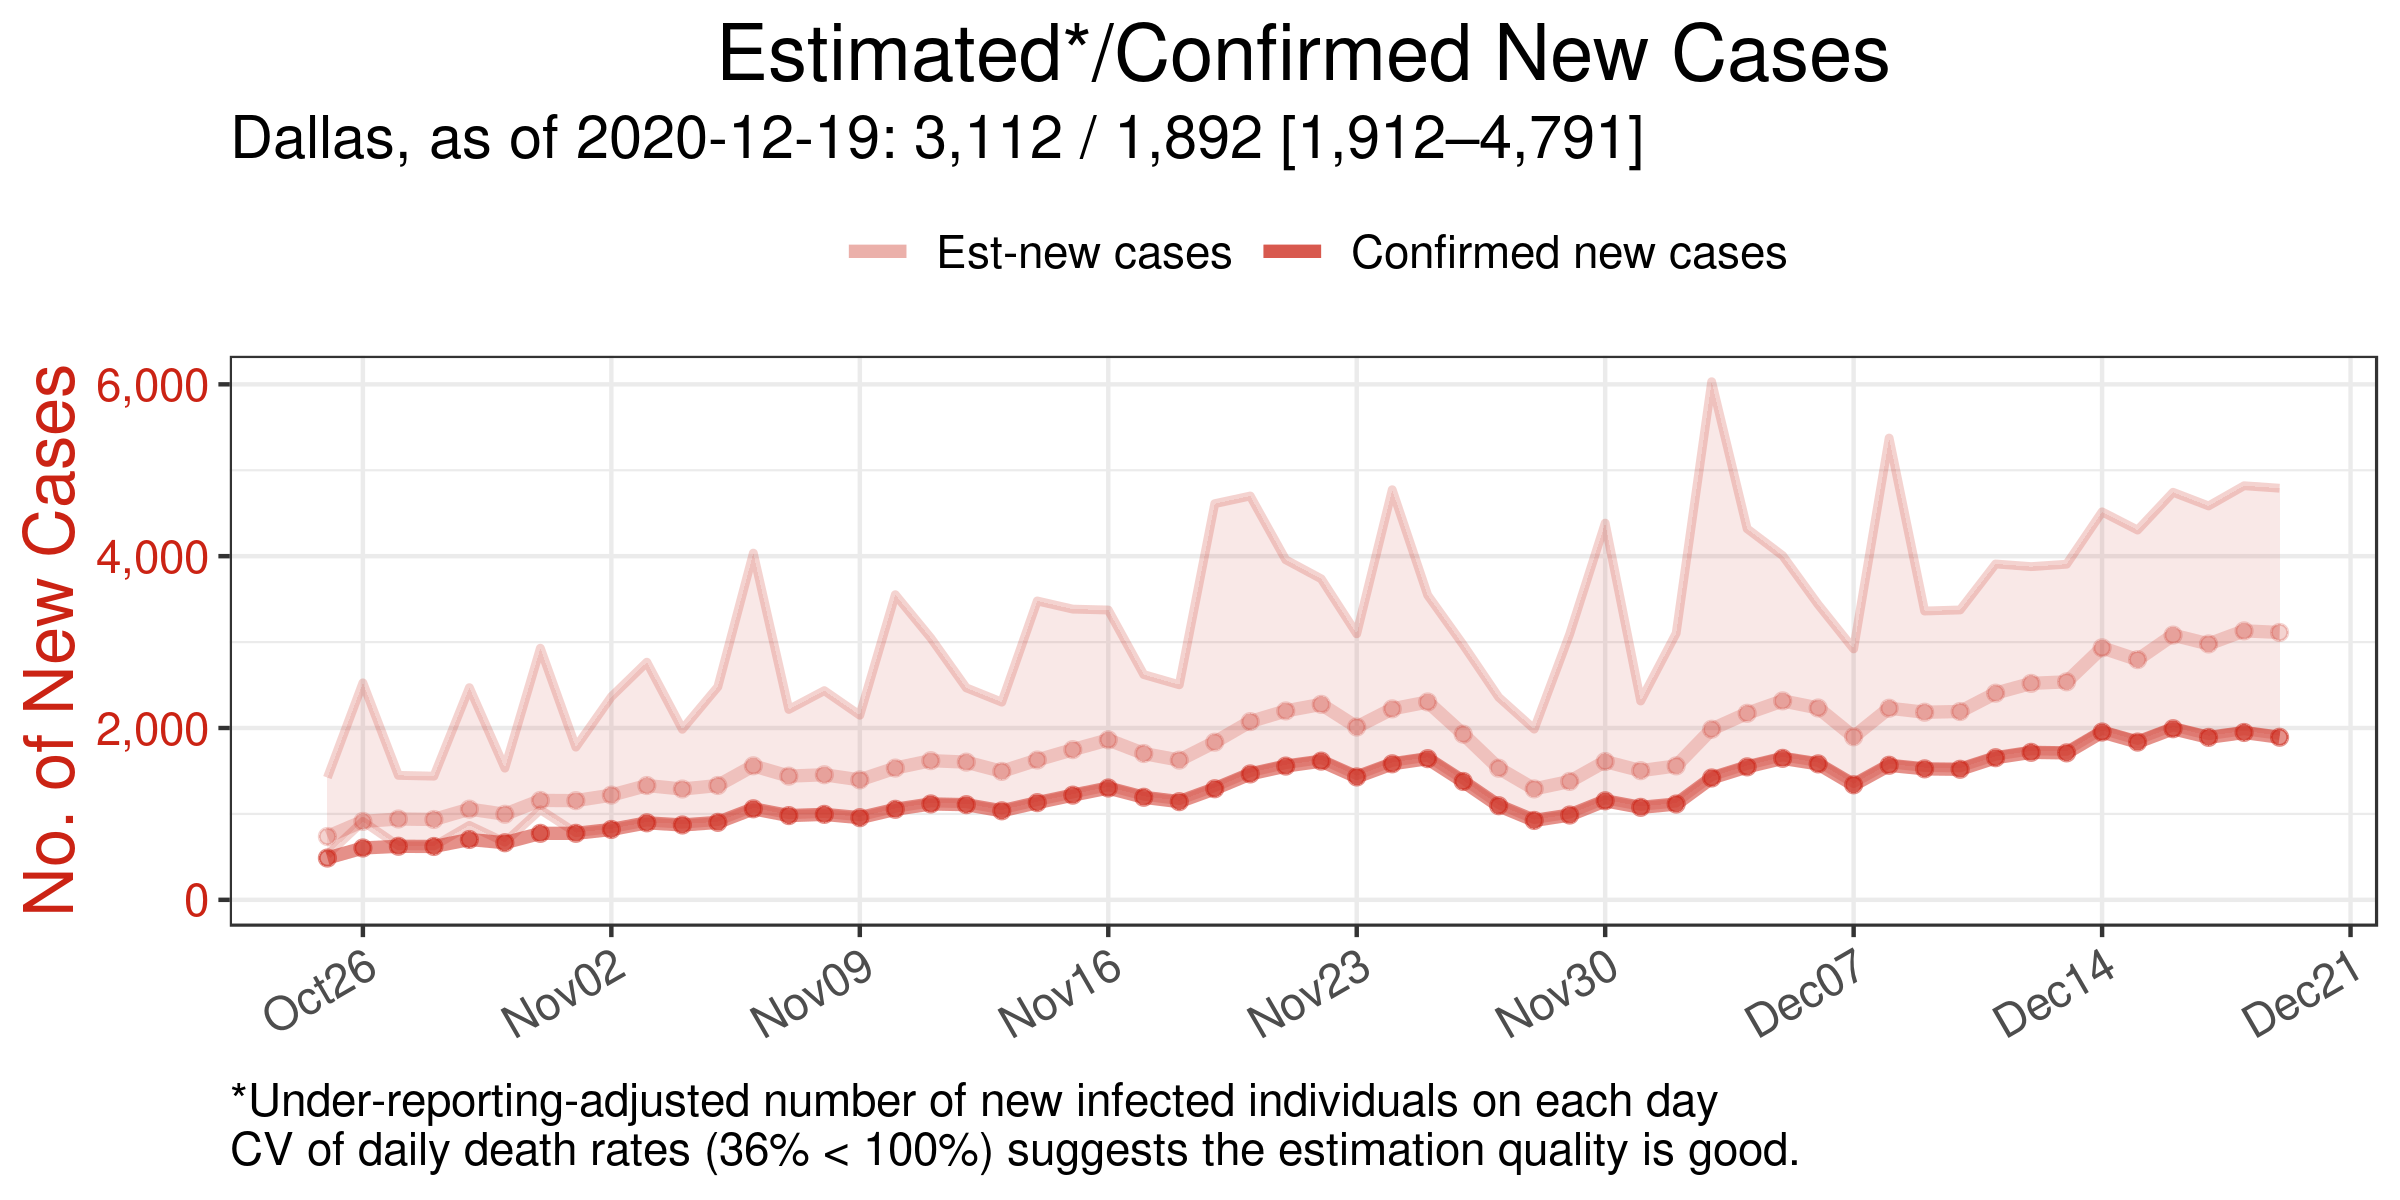 Estimated*/Confirmed New Cases
Dallas, as of 2020-12-19: 3,112 / 1,892 [1,912–4,791]
Est-new cases
Confirmed new cases
No. of New Cases
6,000
4,000
2,000
0
Oct26
Nov02
Nov09
Nov16
Nov23
Nov30
Dec07
Dec14
Dec21
*Under-reporting-adjusted number of new infected individuals on each day
CV of daily death rates (36% < 100%) suggests the estimation quality is good.